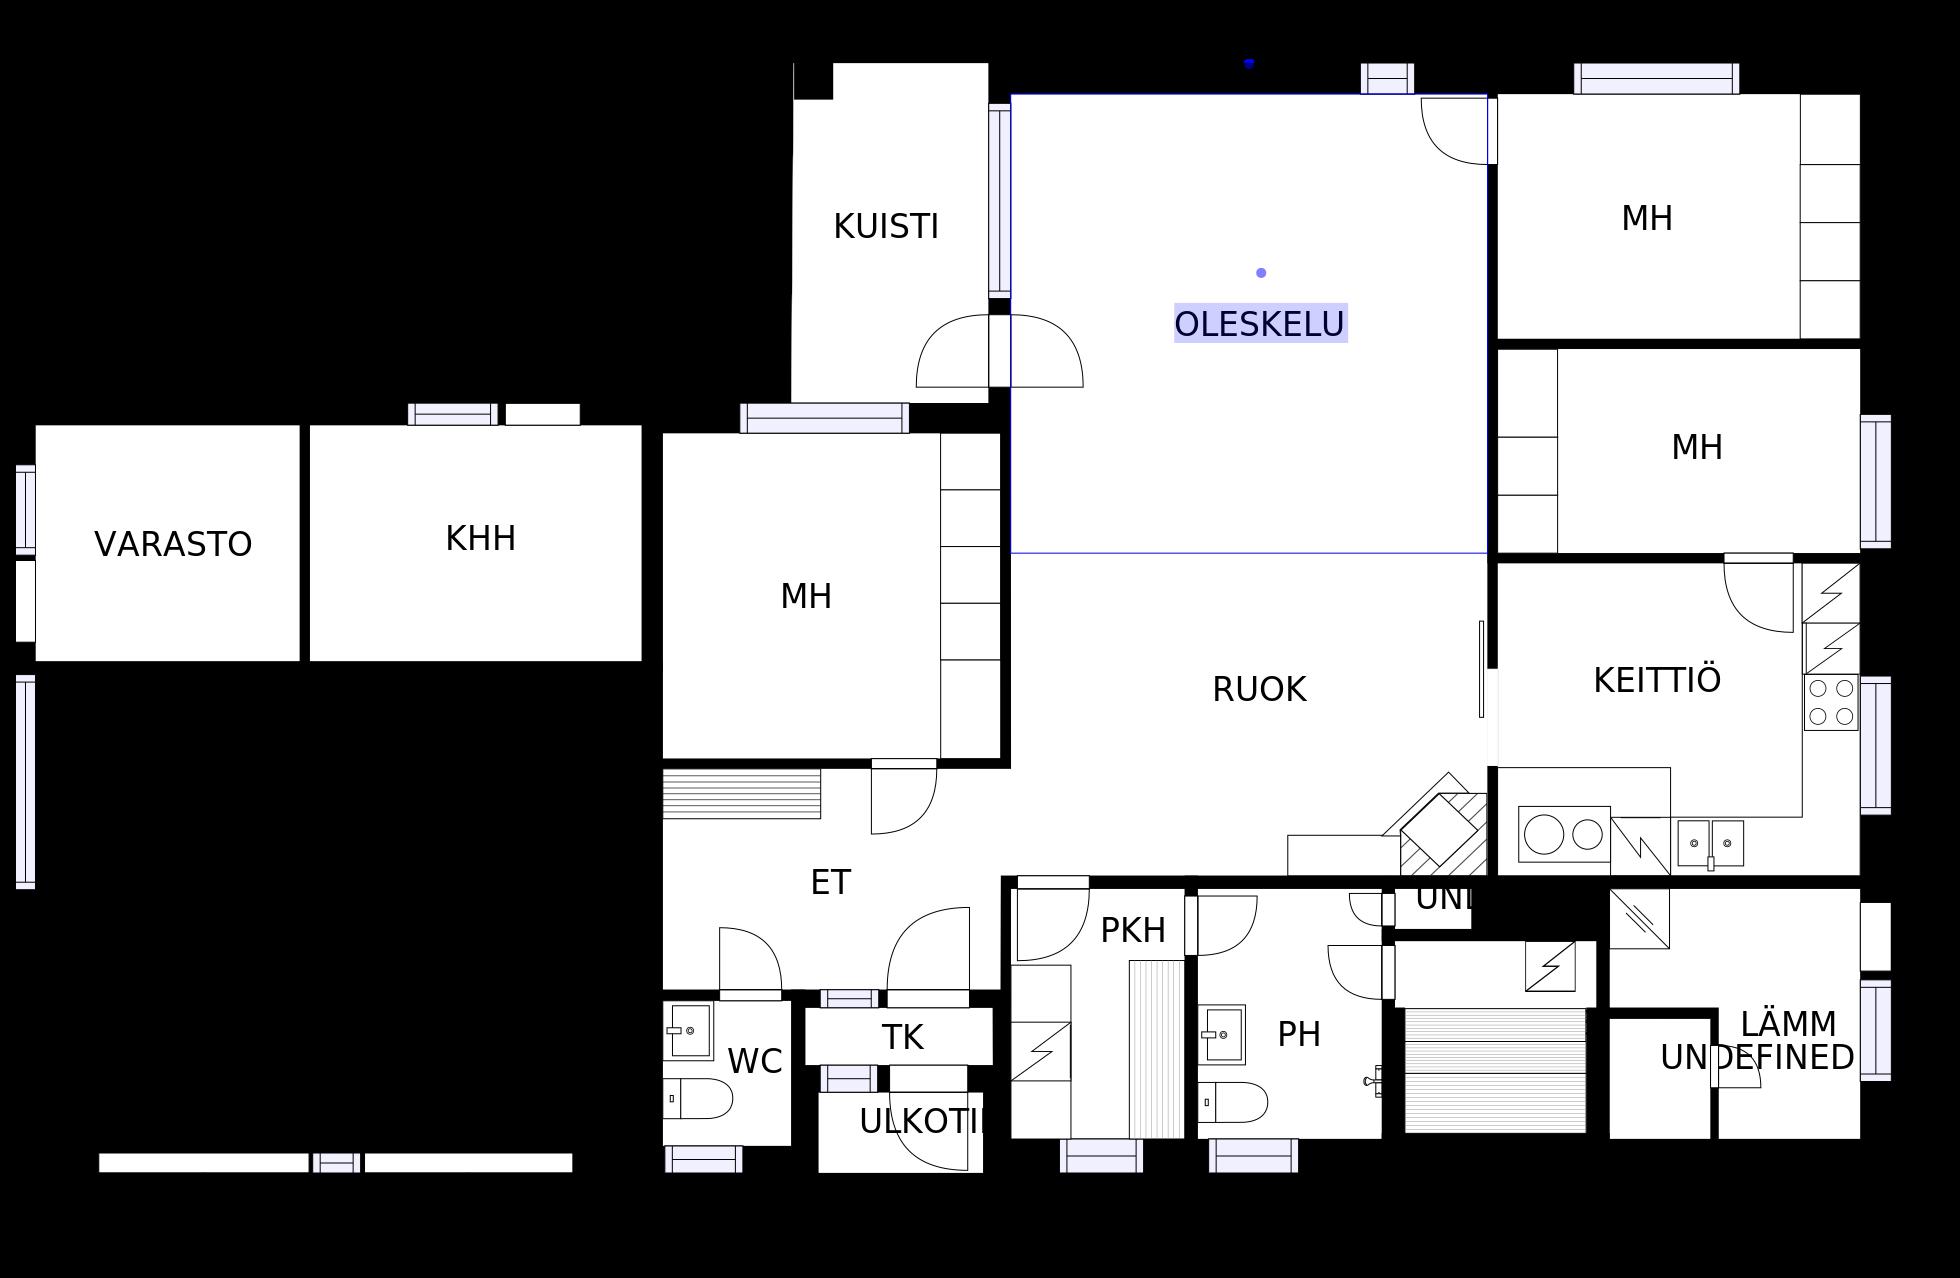 KUISTI
MH
OLESKELU
MH
VARASTO
KHH
MH
RUOK
KEITTIÖ
ET
UNI
PKH
TK
PH
LÄMM
WC
UNDEFINED
ULKOTI